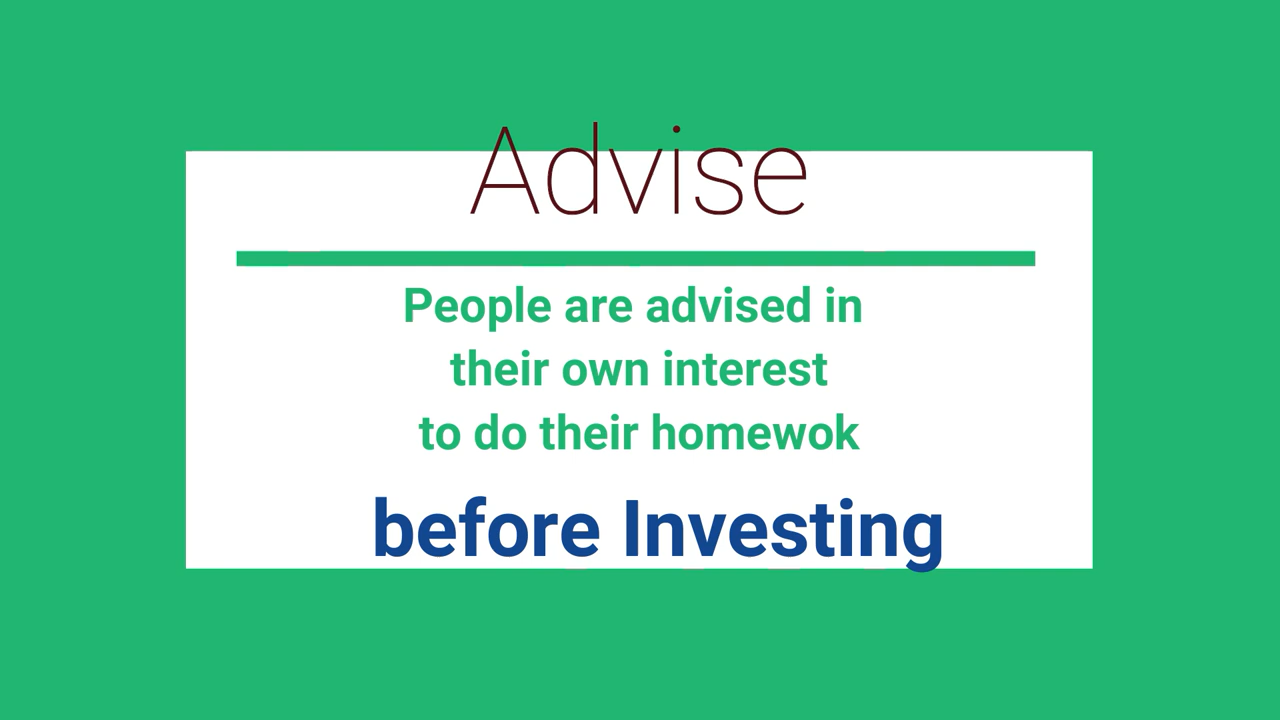 Advise
People are advised in
their own interest
to do their homewok
before Investing